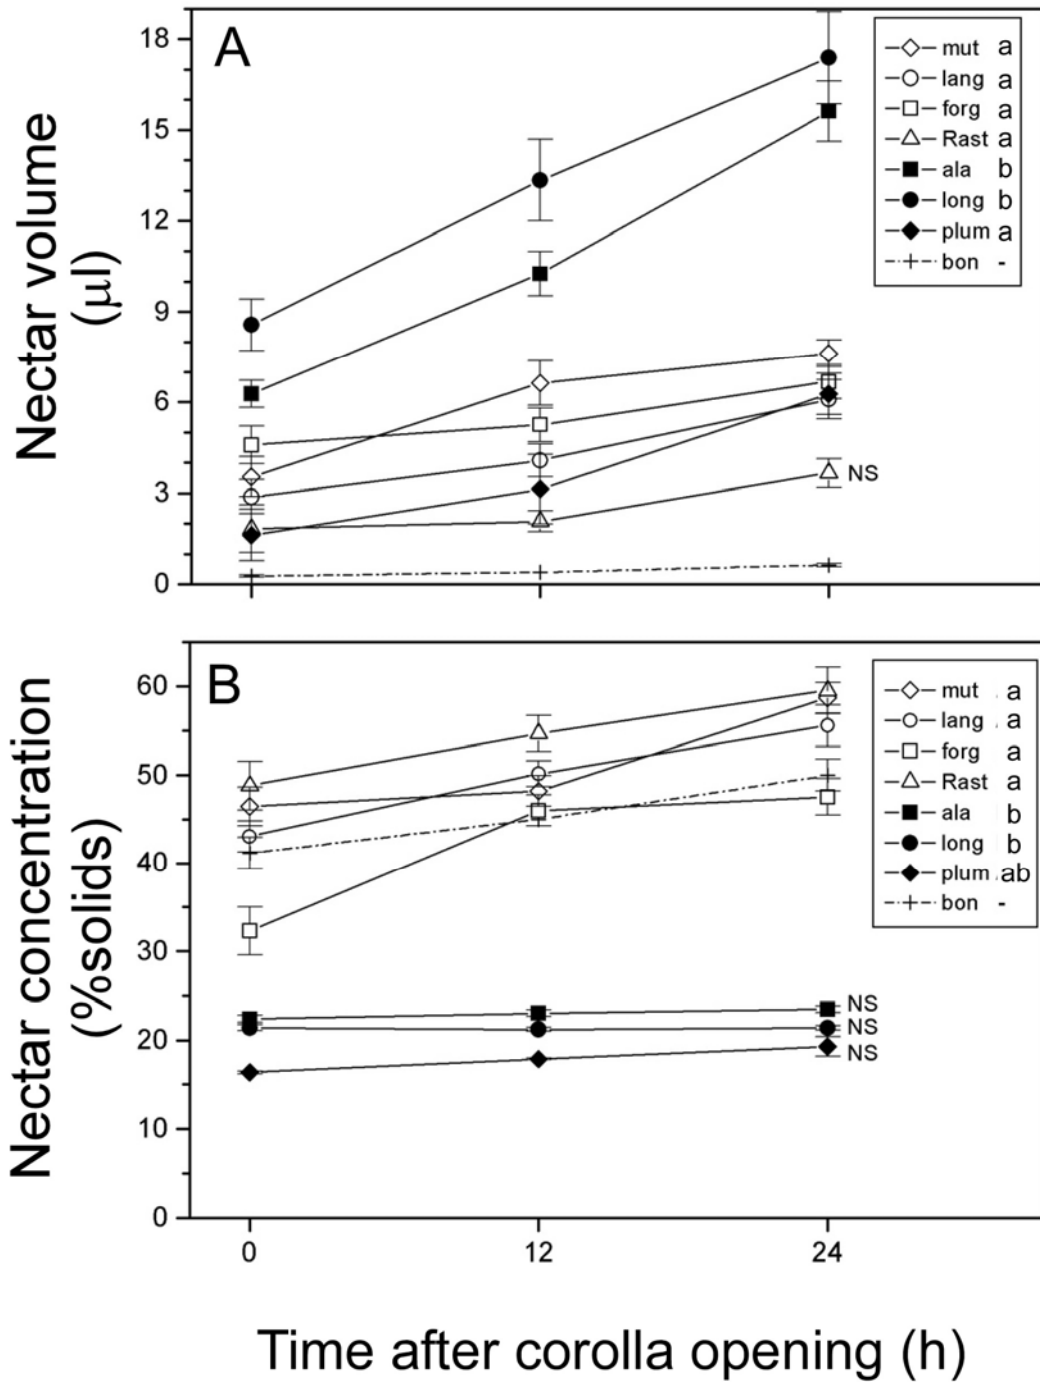 A
Nectar volume
(μl)
18
15
12
9
6
3
0
mut a
lang a
forg a
Rast a
ala b
long b
plum a
bon -
NS
B
Nectar concentration
(%solids)
60
50
40
30
20
10
0
mut a
lang a
forg a
Rast a
ala b
long b
plum ab
bon -
NS
NS
NS
0 12 24
Time after corolla opening (h)